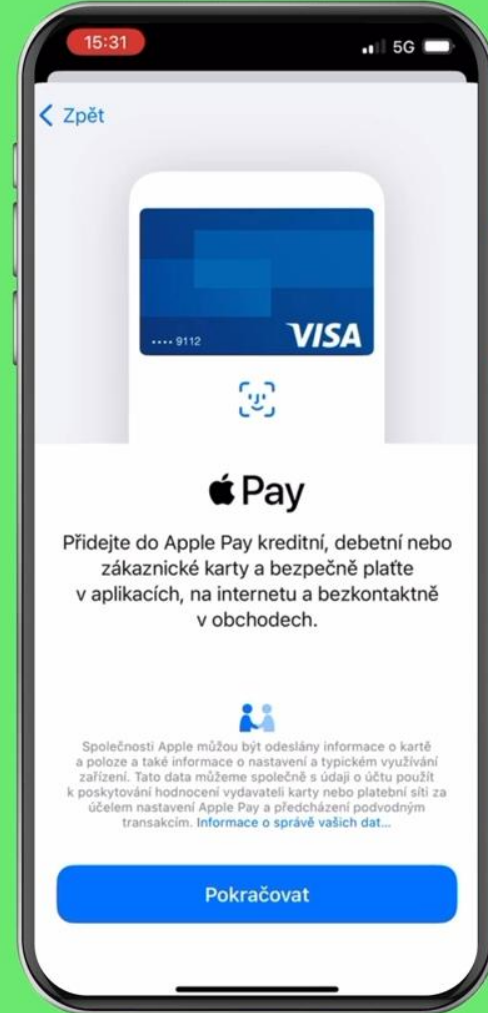 15:31
5G
Zpět
•••• 9112
VISA
Pay
Přidejte do Apple Pay kreditní, debetní nebo
zákaznické karty a bezpečně plaťte
v aplikacích, na internetu a bezkontaktně
v obchodech.
Společnosti Apple můžou být odeslány informace o kartě
a poloze a také informace o nastavení a typickém využívání
zařízení. Tato data můžeme společně s údaji o účtu použít
k poskytování hodnocení vydavateli karty nebo platební síti za
účelem nastavení Apple Pay a předcházení podvodným
transakcím. Informace o správě vašich dat...
Pokračovat